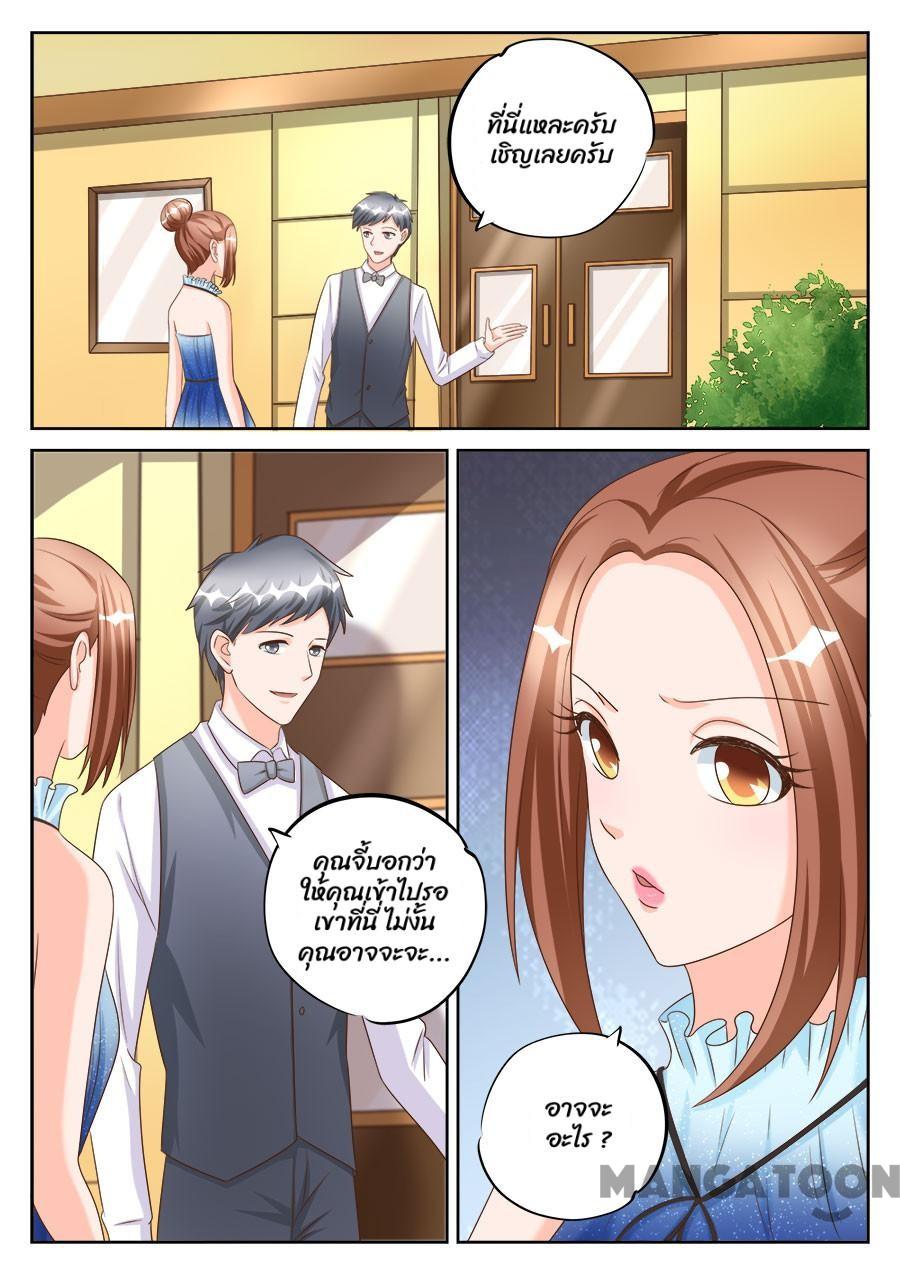 ที่นี่แหละครับ
เชิญเลยครับ
คุณจี้บอกว่า
ให้คุณเข้าไปรอ
เขาที่นี่ ไม่งั้น
คุณอาจจะจะ...
อาจจะ
อะไร ?
MANGATOON